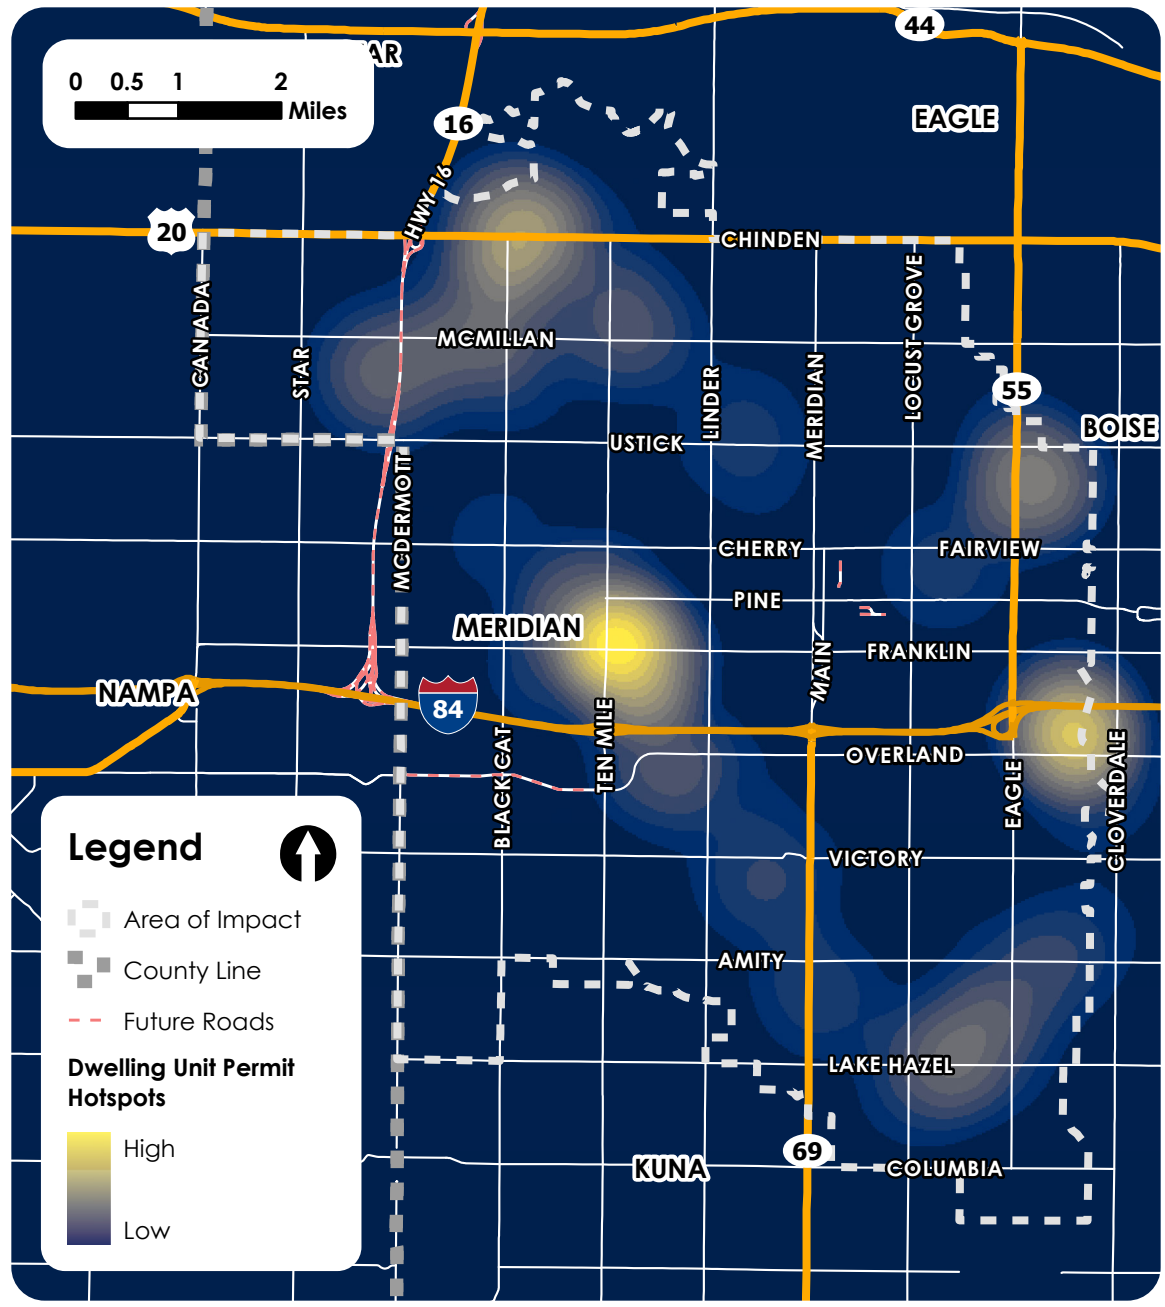 44
AR
0 0.5 1 2
Miles
EAGLE
16
HWY 16
20
CHINDEN
CANADA
LOCUST-GROVE
MCMILLAN
STAR
LINDER
MERIDIAN
55
BOISE
USTICK
MCDERMOTT
CHERRY
FAIRVIEW
PINE
MERIDIAN
FRANKLIN
MAIN
NAMPA
84
TEN MILE
BLACK-CAT
OVERLAND
EAGLE
CLOVERDALE
Legend
VICTORY
Area of Impact
AMITY
County Line
Future Roads
LAKE HAZEL
Dwelling Unit Permit
Hotspots
High
69
KUNA
COLUMBIA
Low